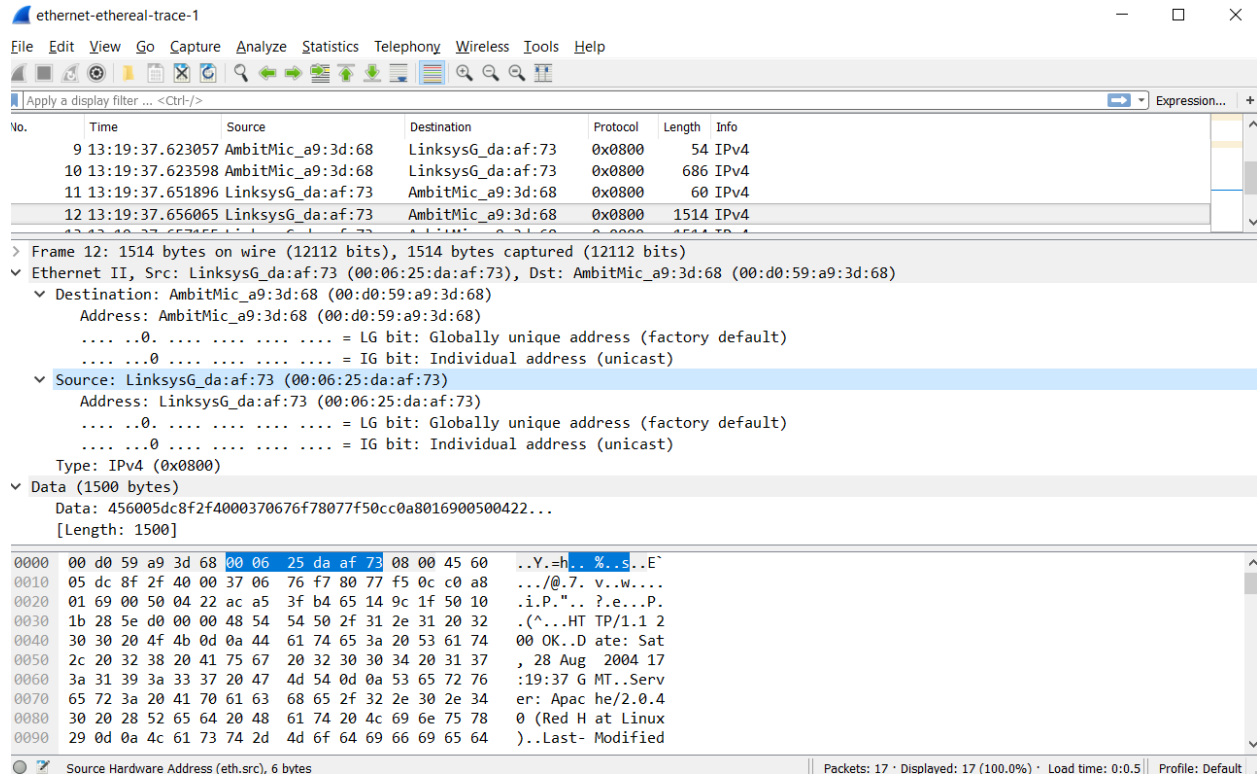 ethernet-ethereal-trace-1
File Edit View Go Capture Analyze Statistics Telephony Wireless Tools Help
Apply a display filter ... <Ctrl-/> Expression... +
No. Time Source Destination Protocol Length Info
9 13:19:37.623057 AmbitMic_a9:3d:68 LinksysG_da:af:73 0x0800 54 IPv4
10 13:19:37.623598 AmbitMic_a9:3d:68 LinksysG_da:af:73 0x0800 686 IPv4
11 13:19:37.651896 LinksysG_da:af:73 AmbitMic_a9:3d:68 0x0800 60 IPv4
12 13:19:37.656065 LinksysG_da:af:73 AmbitMic_a9:3d:68 0x0800 1514 IPv4
> Frame 12: 1514 bytes on wire (12112 bits), 1514 bytes captured (12112 bits)
Ethernet II, Src: LinksysG_da:af:73 (00:06:25:da:af:73), Dst: AmbitMic_a9:3d:68 (00:d0:59:a9:3d:68)
Destination: AmbitMic_a9:3d:68 (00:d0:59:a9:3d:68)
Address: AmbitMic_a9:3d:68 (00:d0:59:a9:3d:68)
.... ..0. .... .... .... .... = LG bit: Globally unique address (factory default)
.... ...0 .... .... .... .... = IG bit: Individual address (unicast)
Source: LinksysG_da:af:73 (00:06:25:da:af:73)
Address: LinksysG_da:af:73 (00:06:25:da:af:73)
.... ..0. .... .... .... .... = LG bit: Globally unique address (factory default)
.... ...0 .... .... .... .... = IG bit: Individual address (unicast)
Type: IPv4 (0x0800)
Data (1500 bytes)
Data: 456005dc8f2f4000370676f78077f50cc0a8016900500422...
[Length: 1500]
0000 00 d0 59 a9 3d 68 00 06 25 da af 73 08 00 45 60 ..Y.=h.. %..s..E`
0010 05 dc 8f 2f 40 00 37 06 76 f7 80 77 f5 0c c0 a8 .../@.7. v..w....
0020 01 69 00 50 04 22 ac a5 3f b4 65 14 9c 1f 50 10 .i.P.".. ?.e...P.
0030 1b 28 5e d0 00 00 48 54 54 50 2f 31 2e 31 20 32 .(^...HT TP/1.1 2
0040 30 30 20 4f 4b 0d 0a 44 61 74 65 3a 20 53 61 74 00 OK..D ate: Sat
0050 2c 20 32 38 20 41 75 67 20 32 30 30 34 20 31 37 , 28 Aug 2004 17
0060 3a 31 39 3a 33 37 20 47 4d 54 0d 0a 53 65 72 76 :19:37 G MT..Serv
0070 65 72 3a 20 41 70 61 63 68 65 2f 32 2e 30 2e 34 er: Apac he/2.0.4
0080 30 20 28 52 65 64 20 48 61 74 20 4c 69 6e 75 78 0 (Red H at Linux
0090 29 0d 0a 4c 61 73 74 2d 4d 6f 64 69 66 69 65 64 )..Last- Modified
Source Hardware Address (eth.src), 6 bytes Packets: 17 · Displayed: 17 (100.0%) · Load time: 0:0.5 Profile: Default